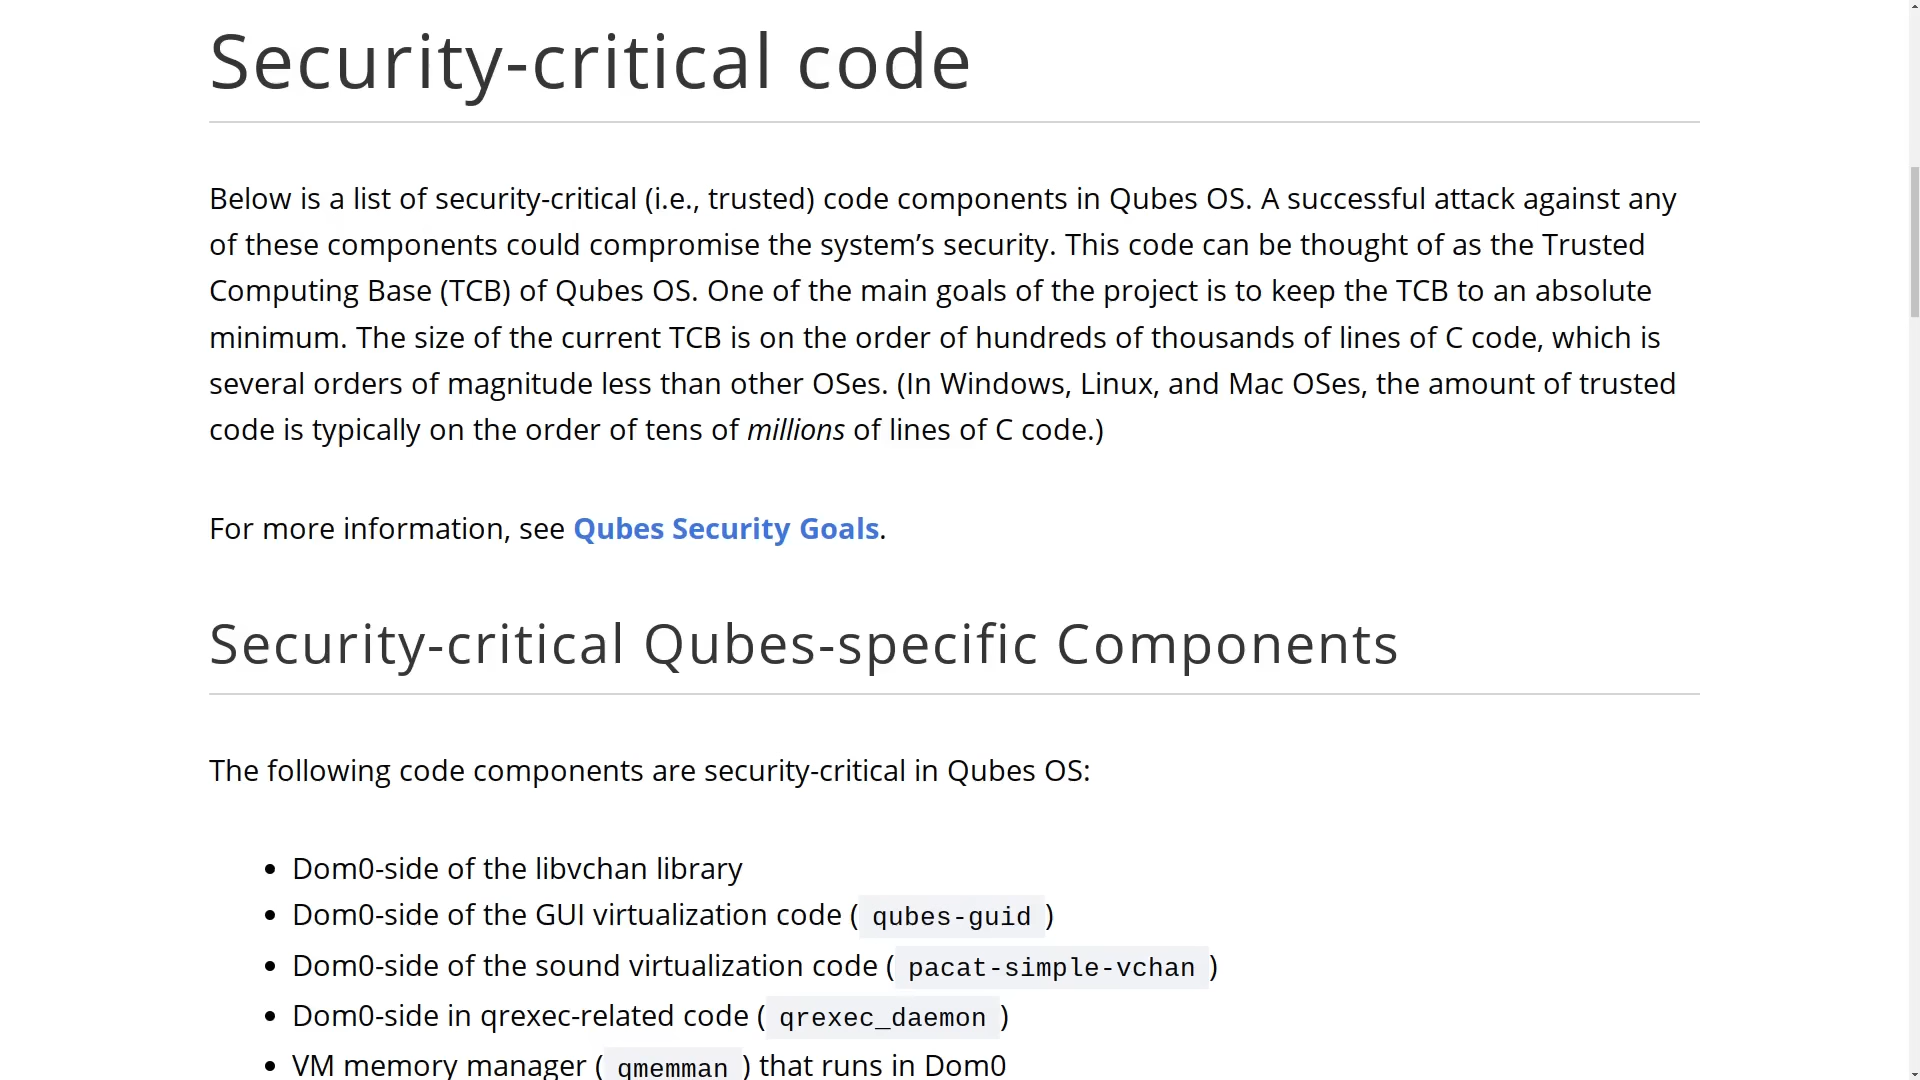 Security-critical code
Below is a list of security-critical (i.e., trusted) code components in Qubes OS. A successful attack against any
of these components could compromise the system’s security. This code can be thought of as the Trusted
Computing Base (TCB) of Qubes OS. One of the main goals of the project is to keep the TCB to an absolute
minimum. The size of the current TCB is on the order of hundreds of thousands of lines of C code, which is
several orders of magnitude less than other OSes. (In Windows, Linux, and Mac OSes, the amount of trusted
code is typically on the order of tens of millions of lines of C code.)
For more information, see Qubes Security Goals.
Security-critical Qubes-specific Components
The following code components are security-critical in Qubes OS:
• Dom0-side of the libvchan library
• Dom0-side of the GUI virtualization code ( qubes-guid )
• Dom0-side of the sound virtualization code ( pacat-simple-vchan )
• Dom0-side in qrexec-related code ( qrexec_daemon )
• VM memory manager ( qmemman ) that runs in Dom0